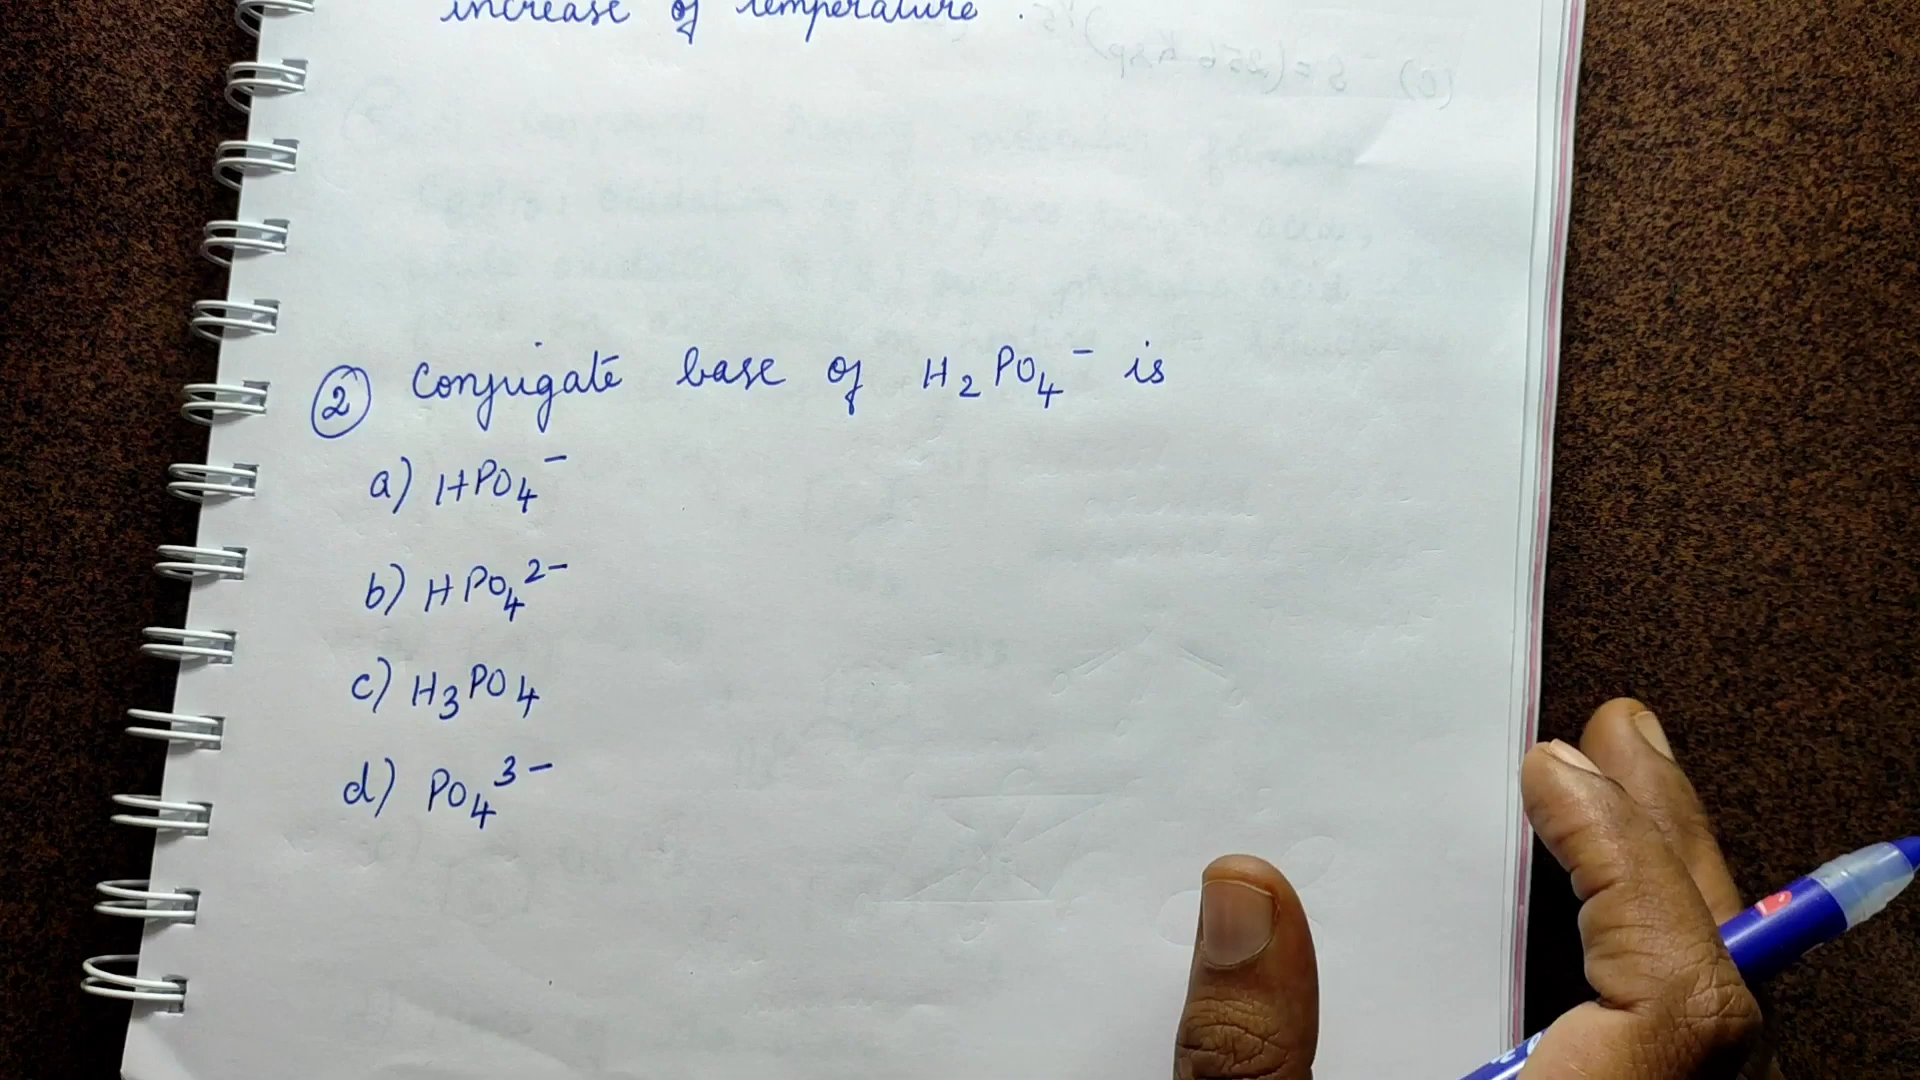 increase of temperature.
② Conjugate base of H₂PO₄⁻ is
a) HPO₄⁻
b) HPO₄²⁻
c) H₃PO₄
d) PO₄³⁻